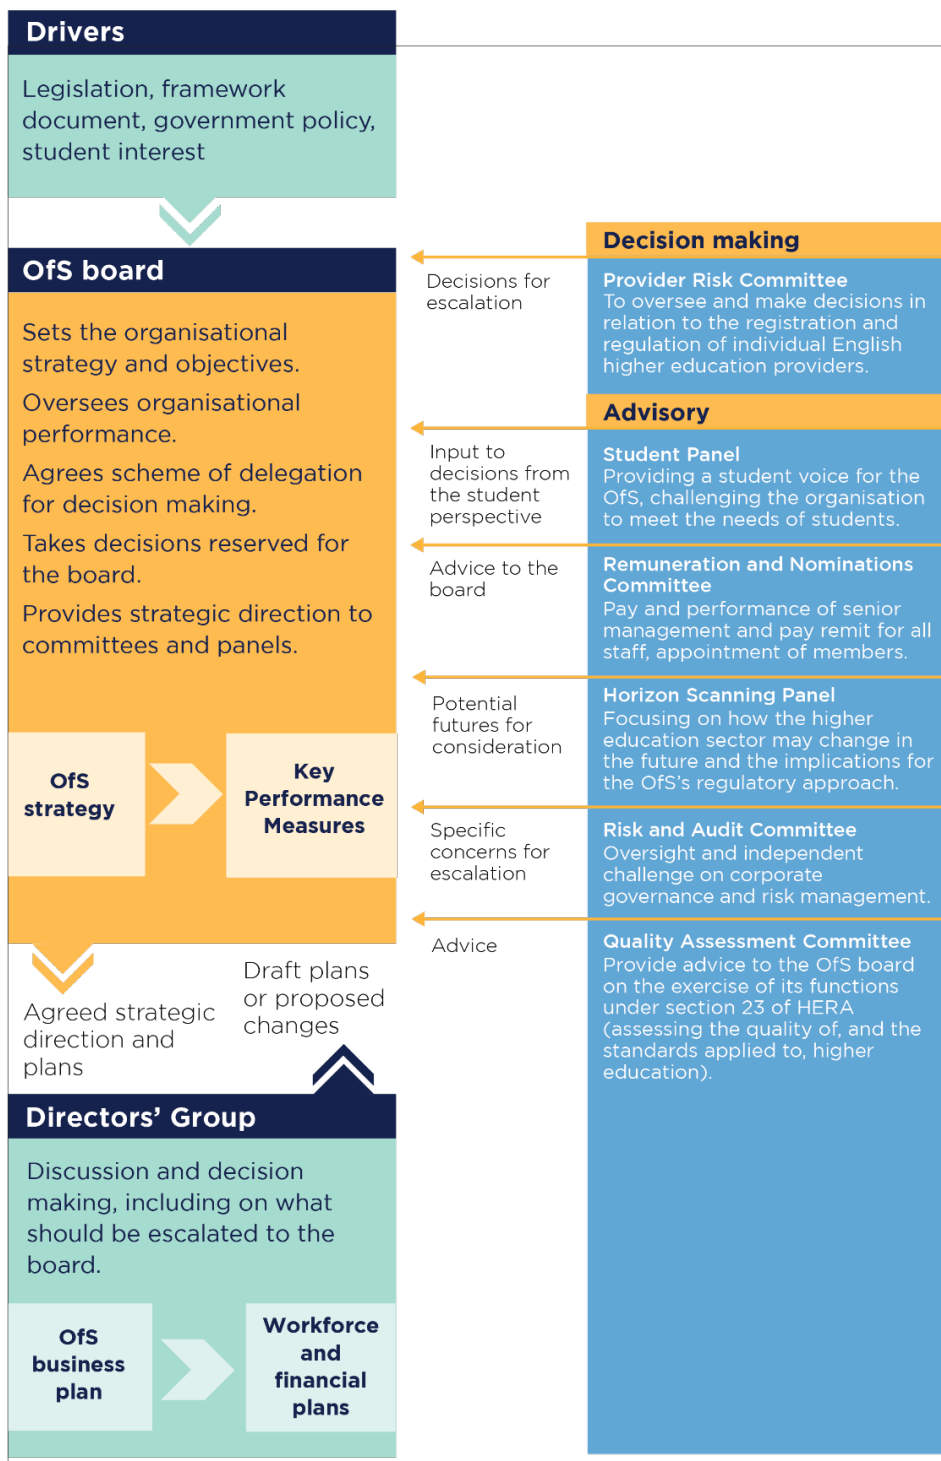 Drivers
Legislation, framework
document, government policy,
student interest
OfS board
Sets the organisational
strategy and objectives.
Oversees organisational
performance.
Agrees scheme of delegation
for decision making.
Takes decisions reserved for
the board.
Provides strategic direction to
committees and panels.
OfS
strategy
Key
Performance
Measures
Agreed strategic
direction and
plans
Draft plans
or proposed
changes
Directors’ Group
Discussion and decision
making, including on what
should be escalated to the
board.
OfS
business
plan
Workforce
and
financial
plans
Decisions for
escalation
Input to
decisions from
the student
perspective
Advice to the
board
Potential
futures for
consideration
Specific
concerns for
escalation
Advice
Decision making
Provider Risk Committee
To oversee and make decisions in
relation to the registration and
regulation of individual English
higher education providers.
Advisory
Student Panel
Providing a student voice for the
OfS, challenging the organisation
to meet the needs of students.
Remuneration and Nominations
Committee
Pay and performance of senior
management and pay remit for all
staff, appointment of members.
Horizon Scanning Panel
Focusing on how the higher
education sector may change in
the future and the implications for
the OfS’s regulatory approach.
Risk and Audit Committee
Oversight and independent
challenge on corporate
governance and risk management.
Quality Assessment Committee
Provide advice to the OfS board
on the exercise of its functions
under section 23 of HERA
(assessing the quality of, and the
standards applied to, higher
education).